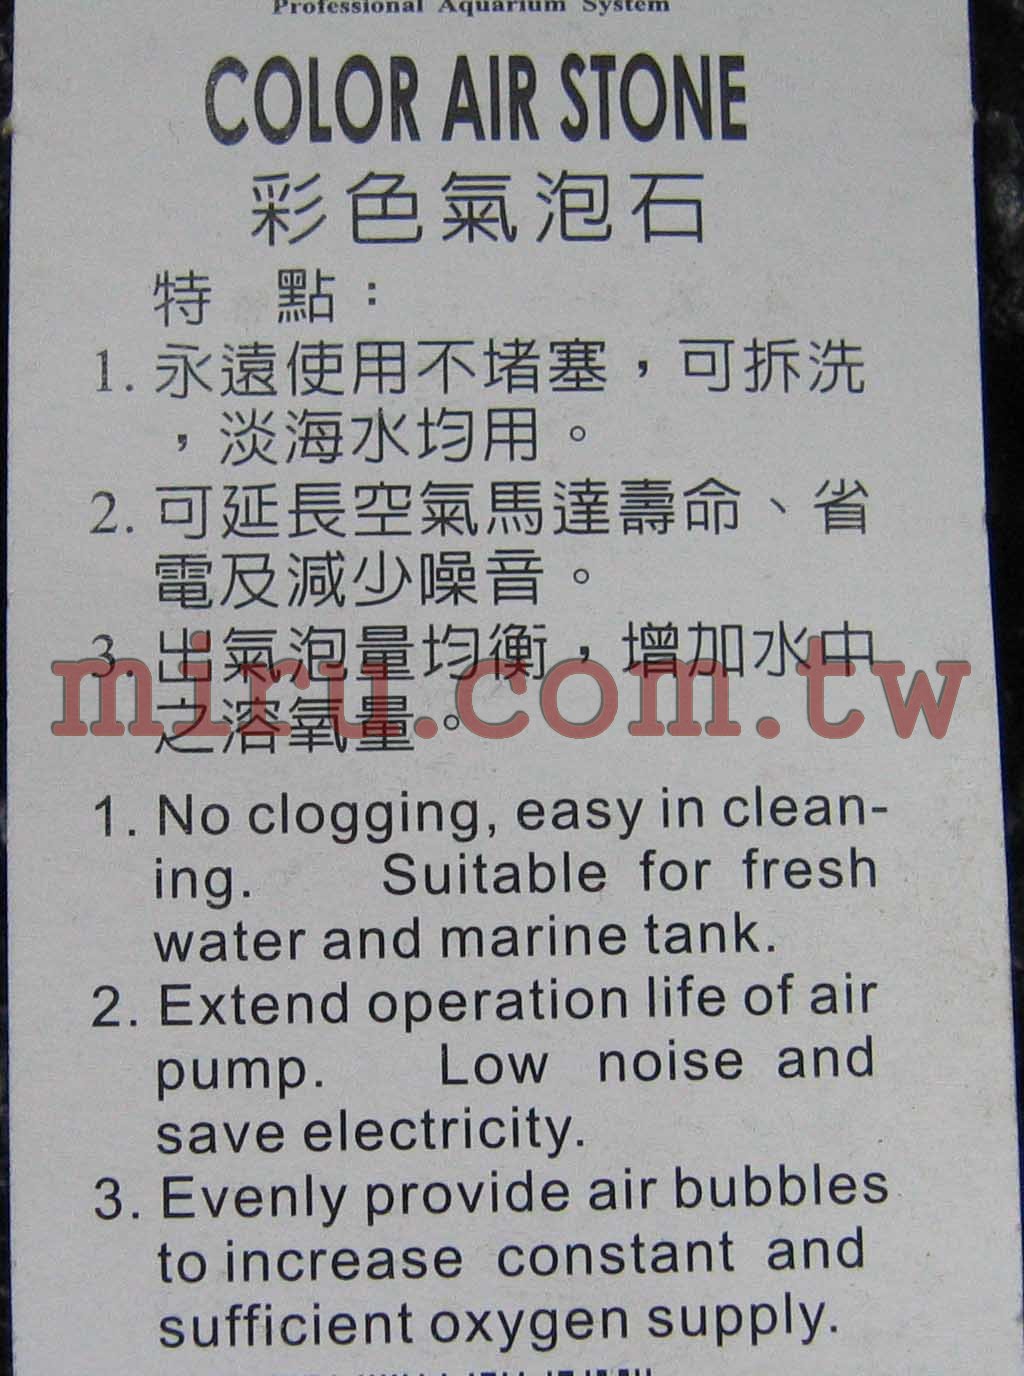 Professional Aquarium System
COLOR AIR STONE
彩色氣泡石
特 點：
1. 永遠使用不堵塞，可拆洗
，淡海水均用。
2. 可延長空氣馬達壽命、省
電及減少噪音。
3. 出氣泡量均衡，增加水中
之溶氧量。
miru.com.tw
1. No clogging, easy in clean-
ing. Suitable for fresh
water and marine tank.
2. Extend operation life of air
pump. Low noise and
save electricity.
3. Evenly provide air bubbles
to increase constant and
sufficient oxygen supply.